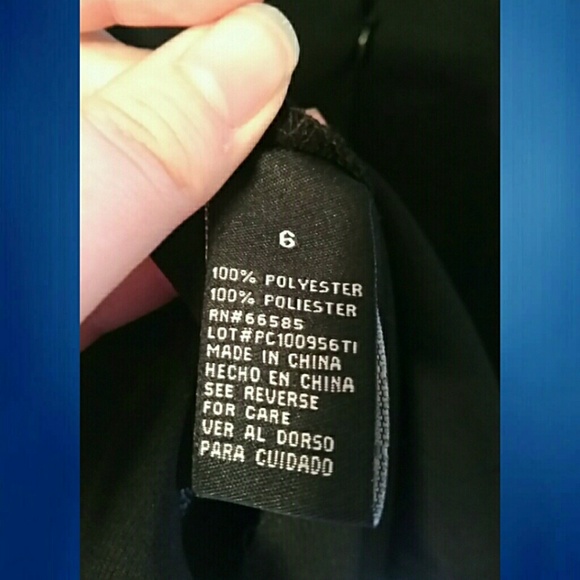 6
100% POLYESTER
100% POLIESTER
RN#66585
LOT#PC100956TI
MADE IN CHINA
HECHO EN CHINA
SEE REVERSE
FOR CARE
VER AL DORSO
PARA CUIDADO